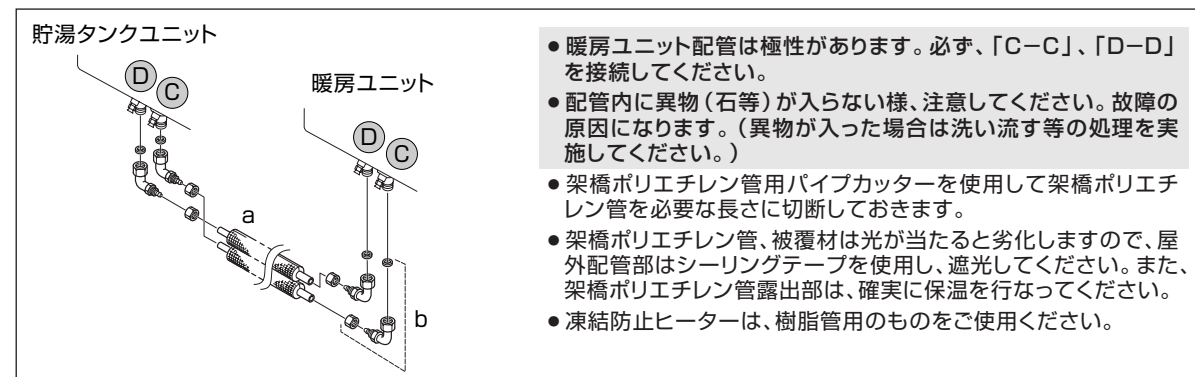 貯湯タンクユニット
D
C
暖房ユニット
D
C
a
b
● 暖房ユニット配管は極性があります。必ず、「C－C」、「D－D」
を接続してください。
● 配管内に異物(石等)が入らない様、注意してください。故障の
原因になります。(異物が入った場合は洗い流す等の処理を実
施してください。)
● 架橋ポリエチレン管用パイプカッターを使用して架橋ポリエチ
レン管を必要な長さに切断しておきます。
● 架橋ポリエチレン管、被覆材は光が当たると劣化しますので、屋
外配管部はシーリングテープを使用し、遮光してください。また、
架橋ポリエチレン管露出部は、確実に保温を行なってください。
● 凍結防止ヒーターは、樹脂管用のものをご使用ください。